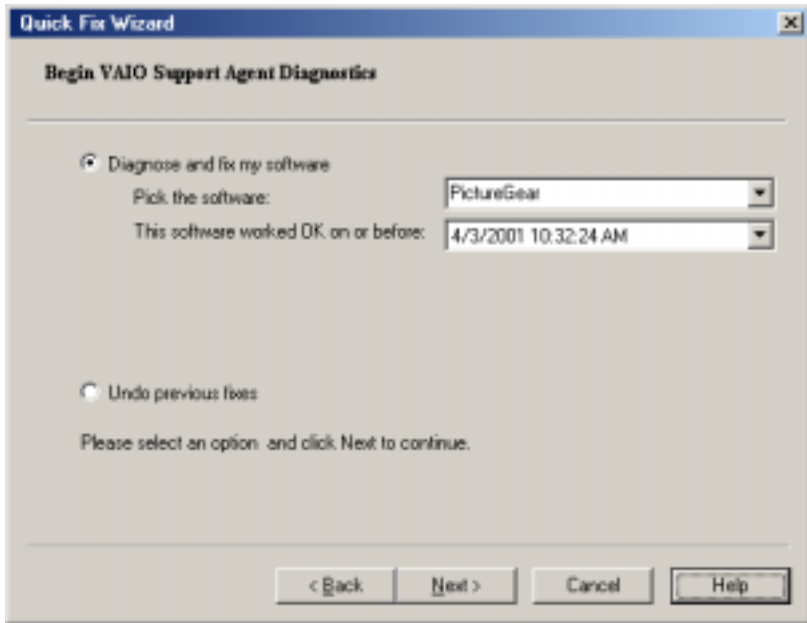 Quick Fix Wizard
Begin VAIO Support Agent Diagnostics
Diagnose and fix my software
Pick the software: PictureGear
This software worked OK on or before: 4/3/2001 10:32:24 AM
Undo previous fixes
Please select an option and click Next to continue.
< Back Next > Cancel Help